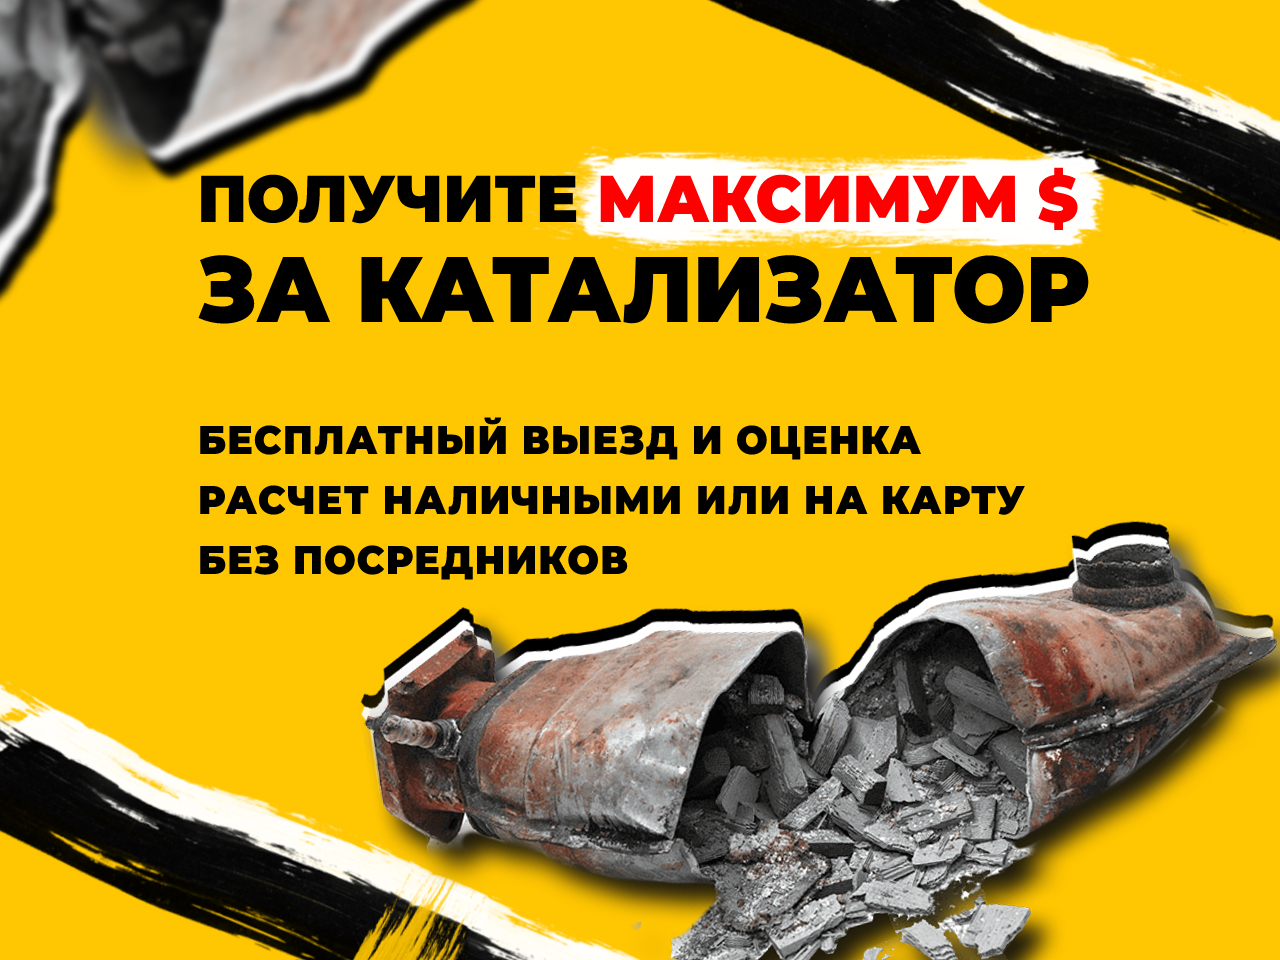 ПОЛУЧИТЕ МАКСИМУМ $
ЗА КАТАЛИЗАТОР
БЕСПЛАТНЫЙ ВЫЕЗД И ОЦЕНКА
РАСЧЕТ НАЛИЧНЫМИ ИЛИ НА КАРТУ
БЕЗ ПОСРЕДНИКОВ